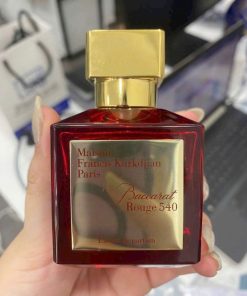 Maison
Francis Kurkdjian
Paris
Baccarat
Rouge 540